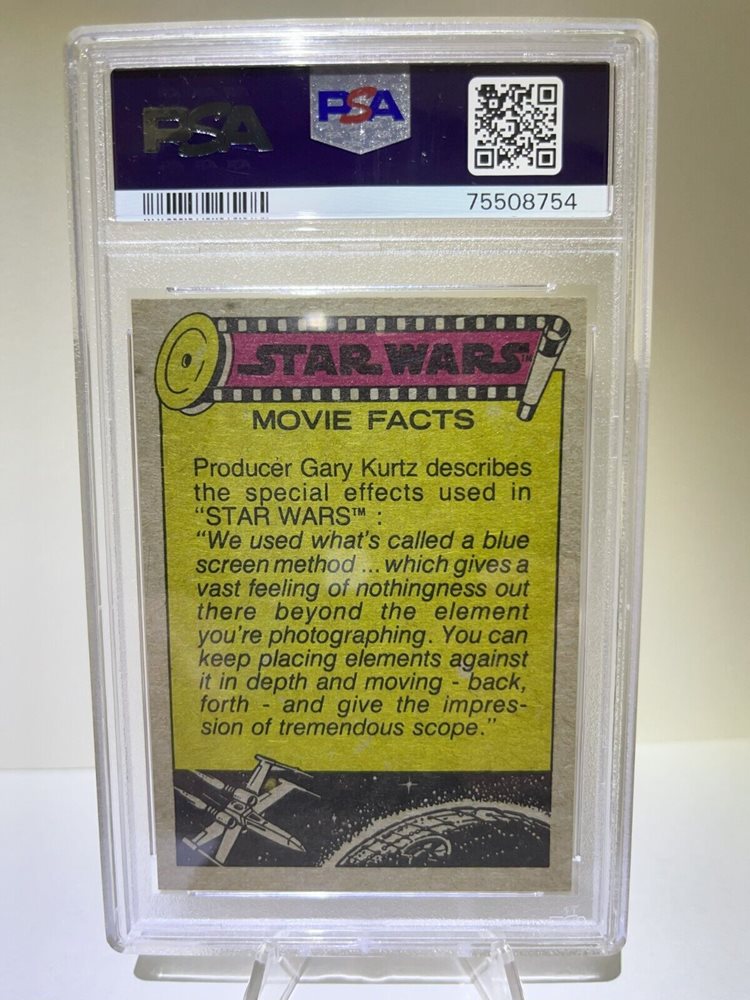 PSA PSA
75508754
STAR WARS™
MOVIE FACTS
Producer Gary Kurtz describes
the special effects used in
“STAR WARS™ :
“We used what's called a blue
screen method ... which gives a
vast feeling of nothingness out
there beyond the element
you're photographing. You can
keep placing elements against
it in depth and moving - back,
forth - and give the impres-
sion of tremendous scope.”